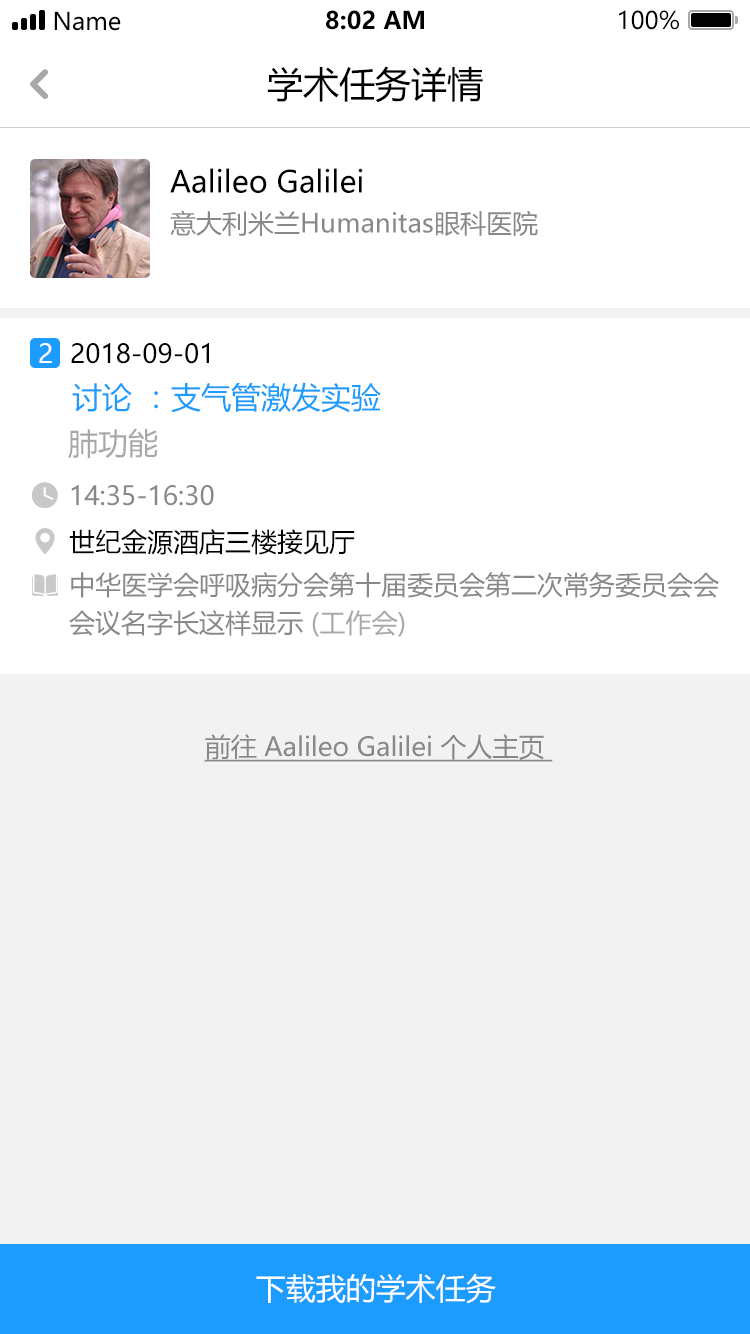 Name 8:02 AM 100%
学术任务详情
Aalileo Galilei
意大利米兰Humanitas眼科医院
2 2018-09-01
讨论 ：支气管激发实验
肺功能
14:35-16:30
世纪金源酒店三楼接见厅
中华医学会呼吸病分会第十届委员会第二次常务委员会会
会议名字长这样显示 (工作会)
前往 Aalileo Galilei 个人主页
下载我的学术任务